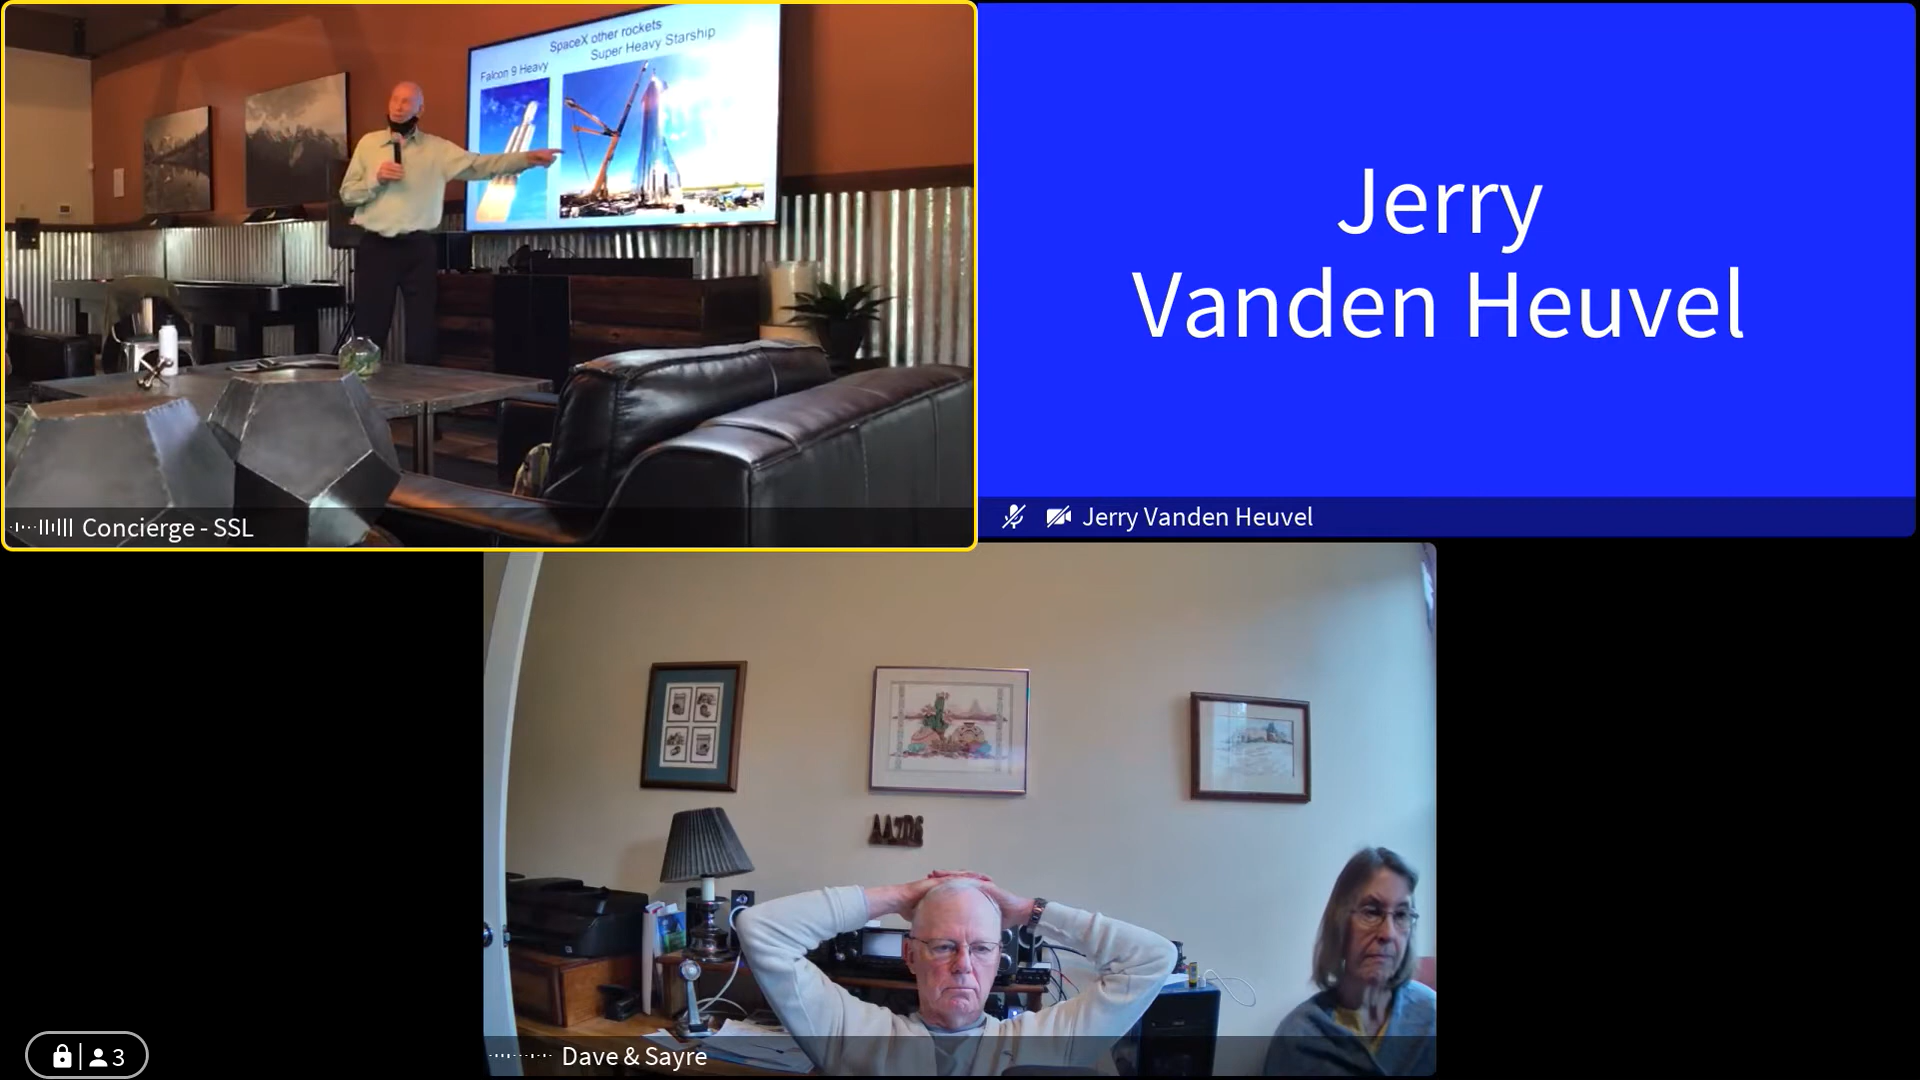 SpaceX other rockets
Falcon 9 Heavy
Super Heavy Starship
Concierge - SSL
Jerry
Vanden Heuvel
Jerry Vanden Heuvel
AA7DS
Dave & Sayre
3